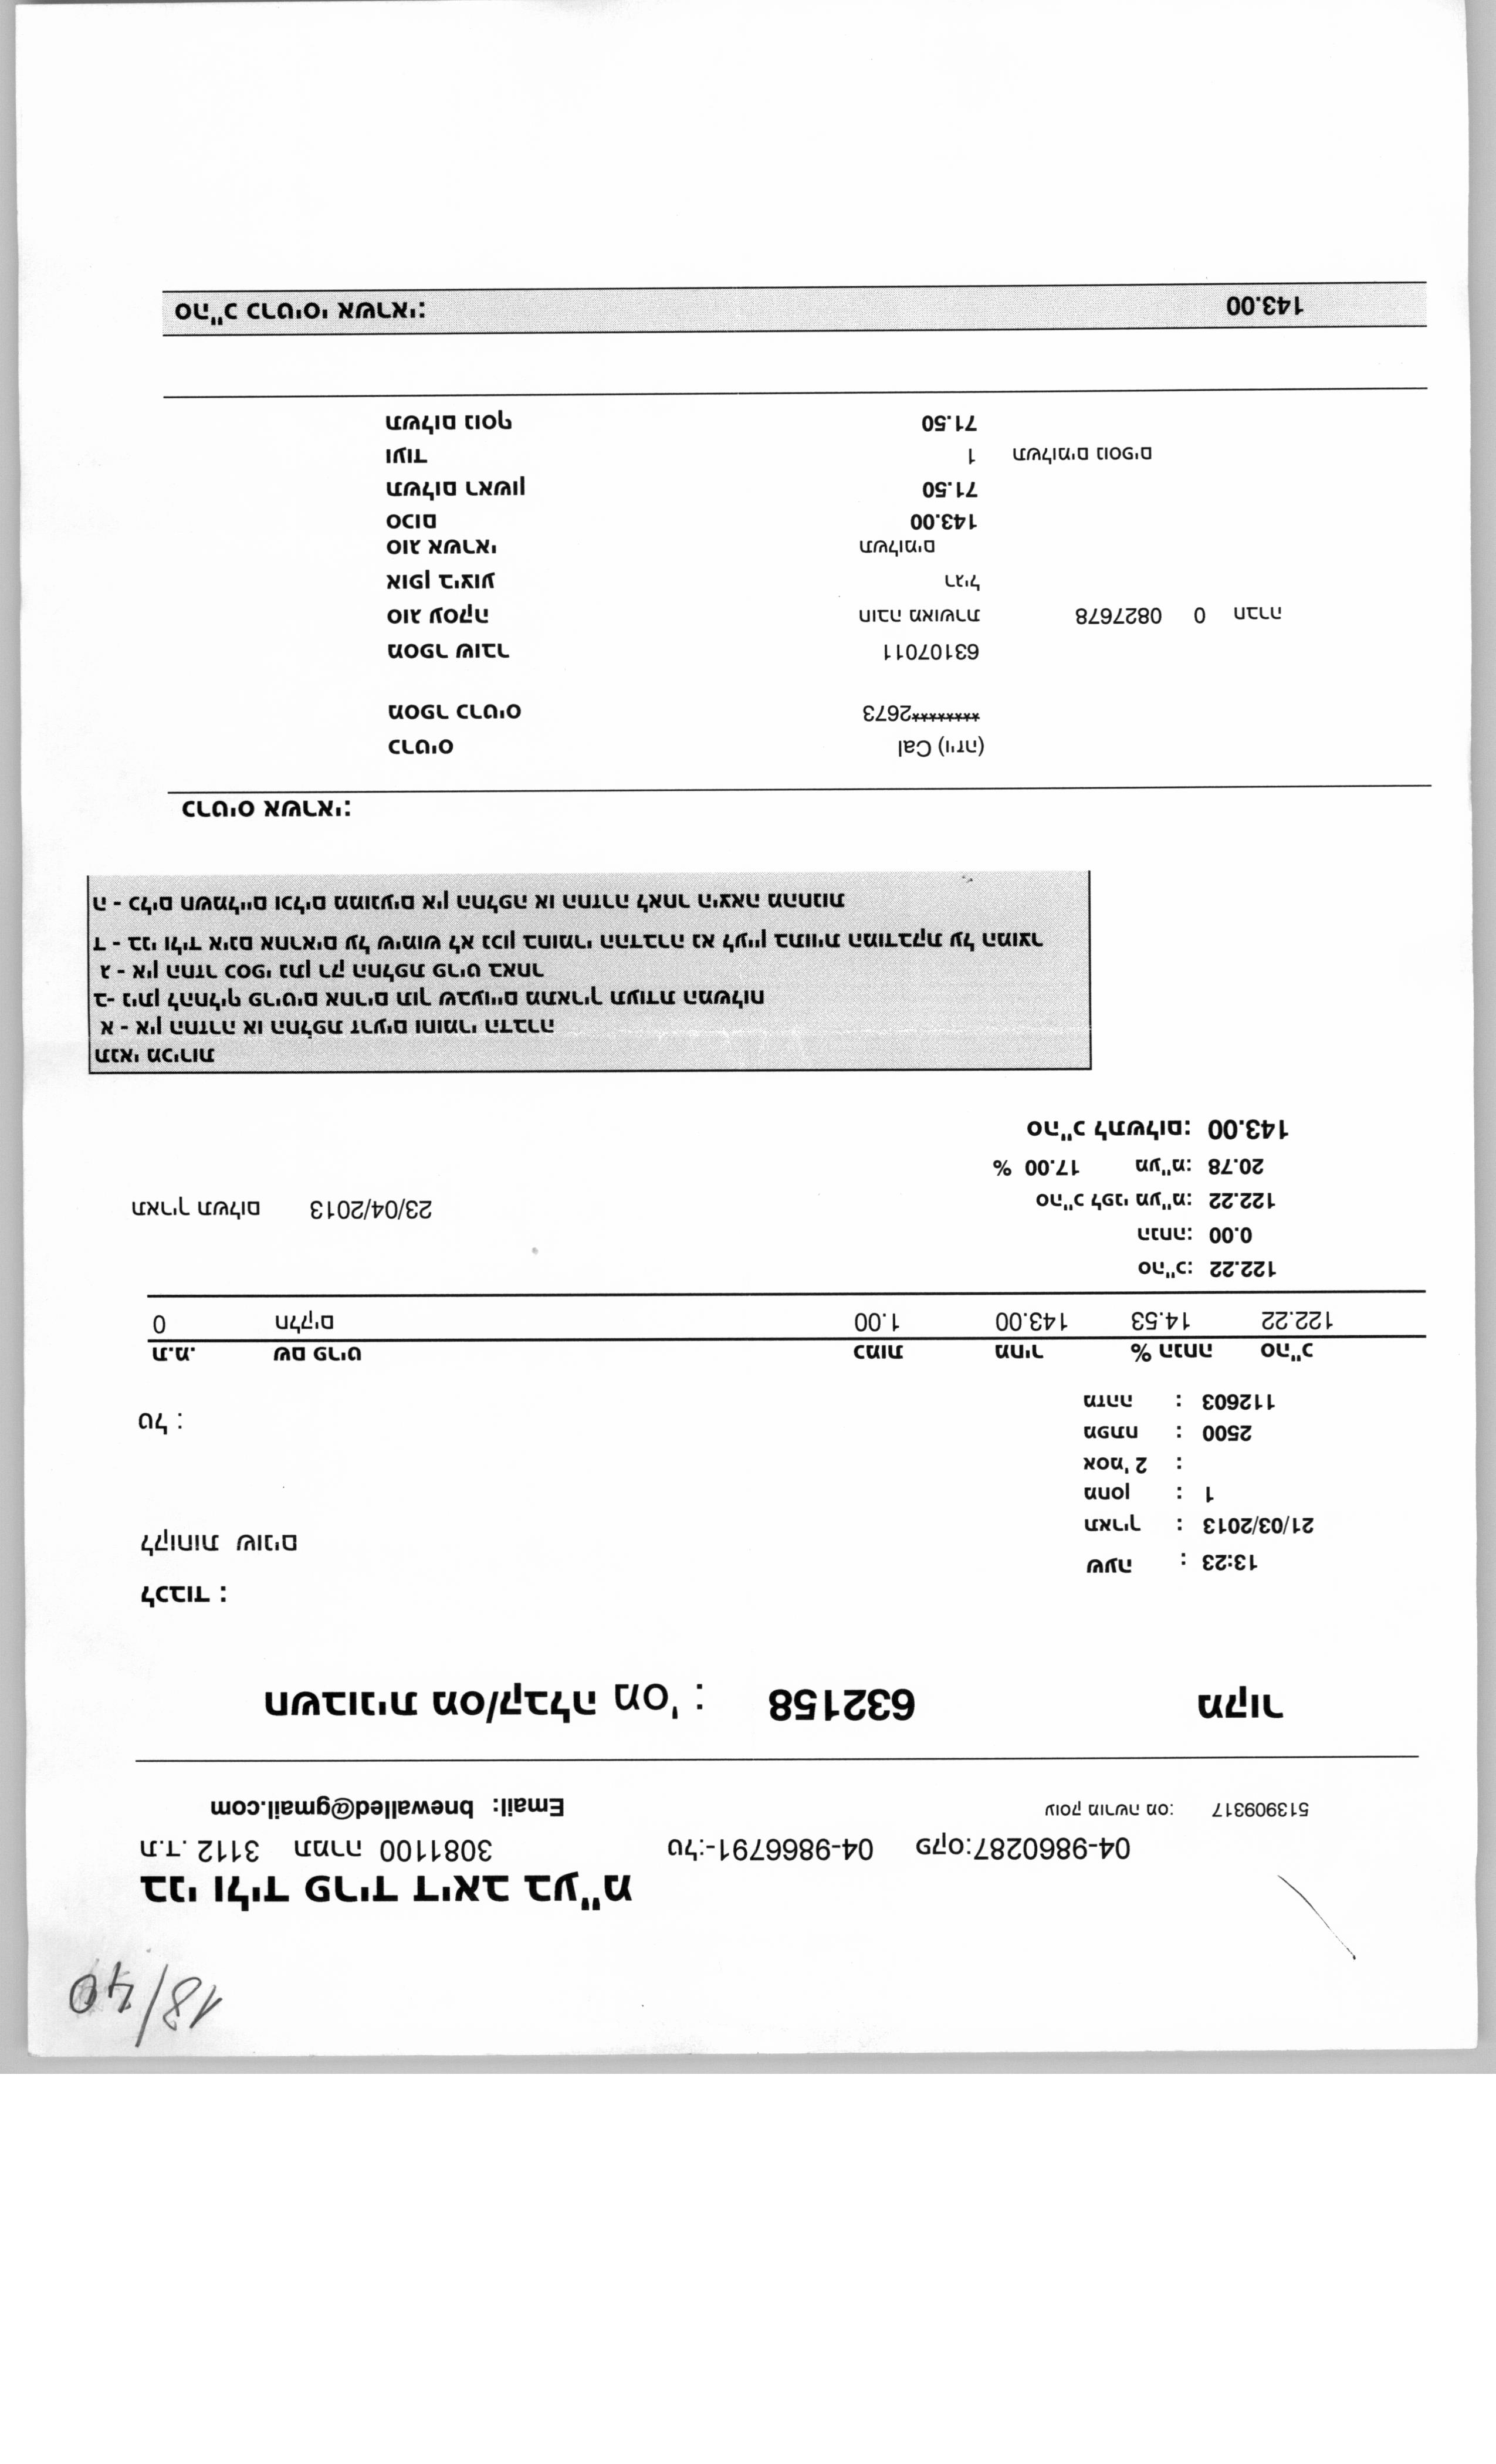 18/40
בני וליד פריד דיאב בע"מ
ת.ד. 3112 תמרה 3081100 טל:-04-9866791 פקס:04-9860287
Email: bnewalled@gmail.com עוסק מורשה מס: 513909317
חשבונית מס/קבלה מס' : 632158 מקור
לכבוד :
לקוחות שונים
שעה : 13:23
תאריך : 21/03/2013
מחסן : 1
אסמ' 2 :
מפתח : 2500
מזהה : 112603
טל :
ת.מ. שם פריט כמות מחיר % הנחה סה"כ
0 חלקים 1.00 143.00 14.53 122.22
סה"כ: 122.22
הנחה: 0.00
תאריך תשלום 23/04/2013
סה"כ לפני מע"מ: 122.22
% 17.00 מע"מ: 20.78
סה"כ לתשלום: 143.00
תנאי מכירות
א - אין החזרה או החלפת זרעים וחומרי הדברה
ב- ניתן להחליף פריטים אחרים תוך שבעויים מתאריך תעודת המשלוח
ג - אין החזר כספי נתן רק החלפת פריט באחר
ד - בני וליד אינם אחראים על שימוש לא נכון בחומרי ההדברה נא לעיין בתווית המודבקת על המוצר
ה - כלים חשמליים וכלים ממונעים אין החלפה או החזרה לאחר היצאה מהחנות
כרטיס אשראי:
כרטיס Cal (ויזה)
מספר כרטיס ********2673
מספר שובר 63107011
סוג עסקה חובה מאושרת 0827678 0 חברה
אופן ביצוע רגיל
סוג אשראי תשלומים
סכום 143.00
תשלום ראשון 71.50
ועוד 1 תשלומים נוספים
תשלום נוסף 71.50
סה"כ כרטיסי אשראי: 143.00